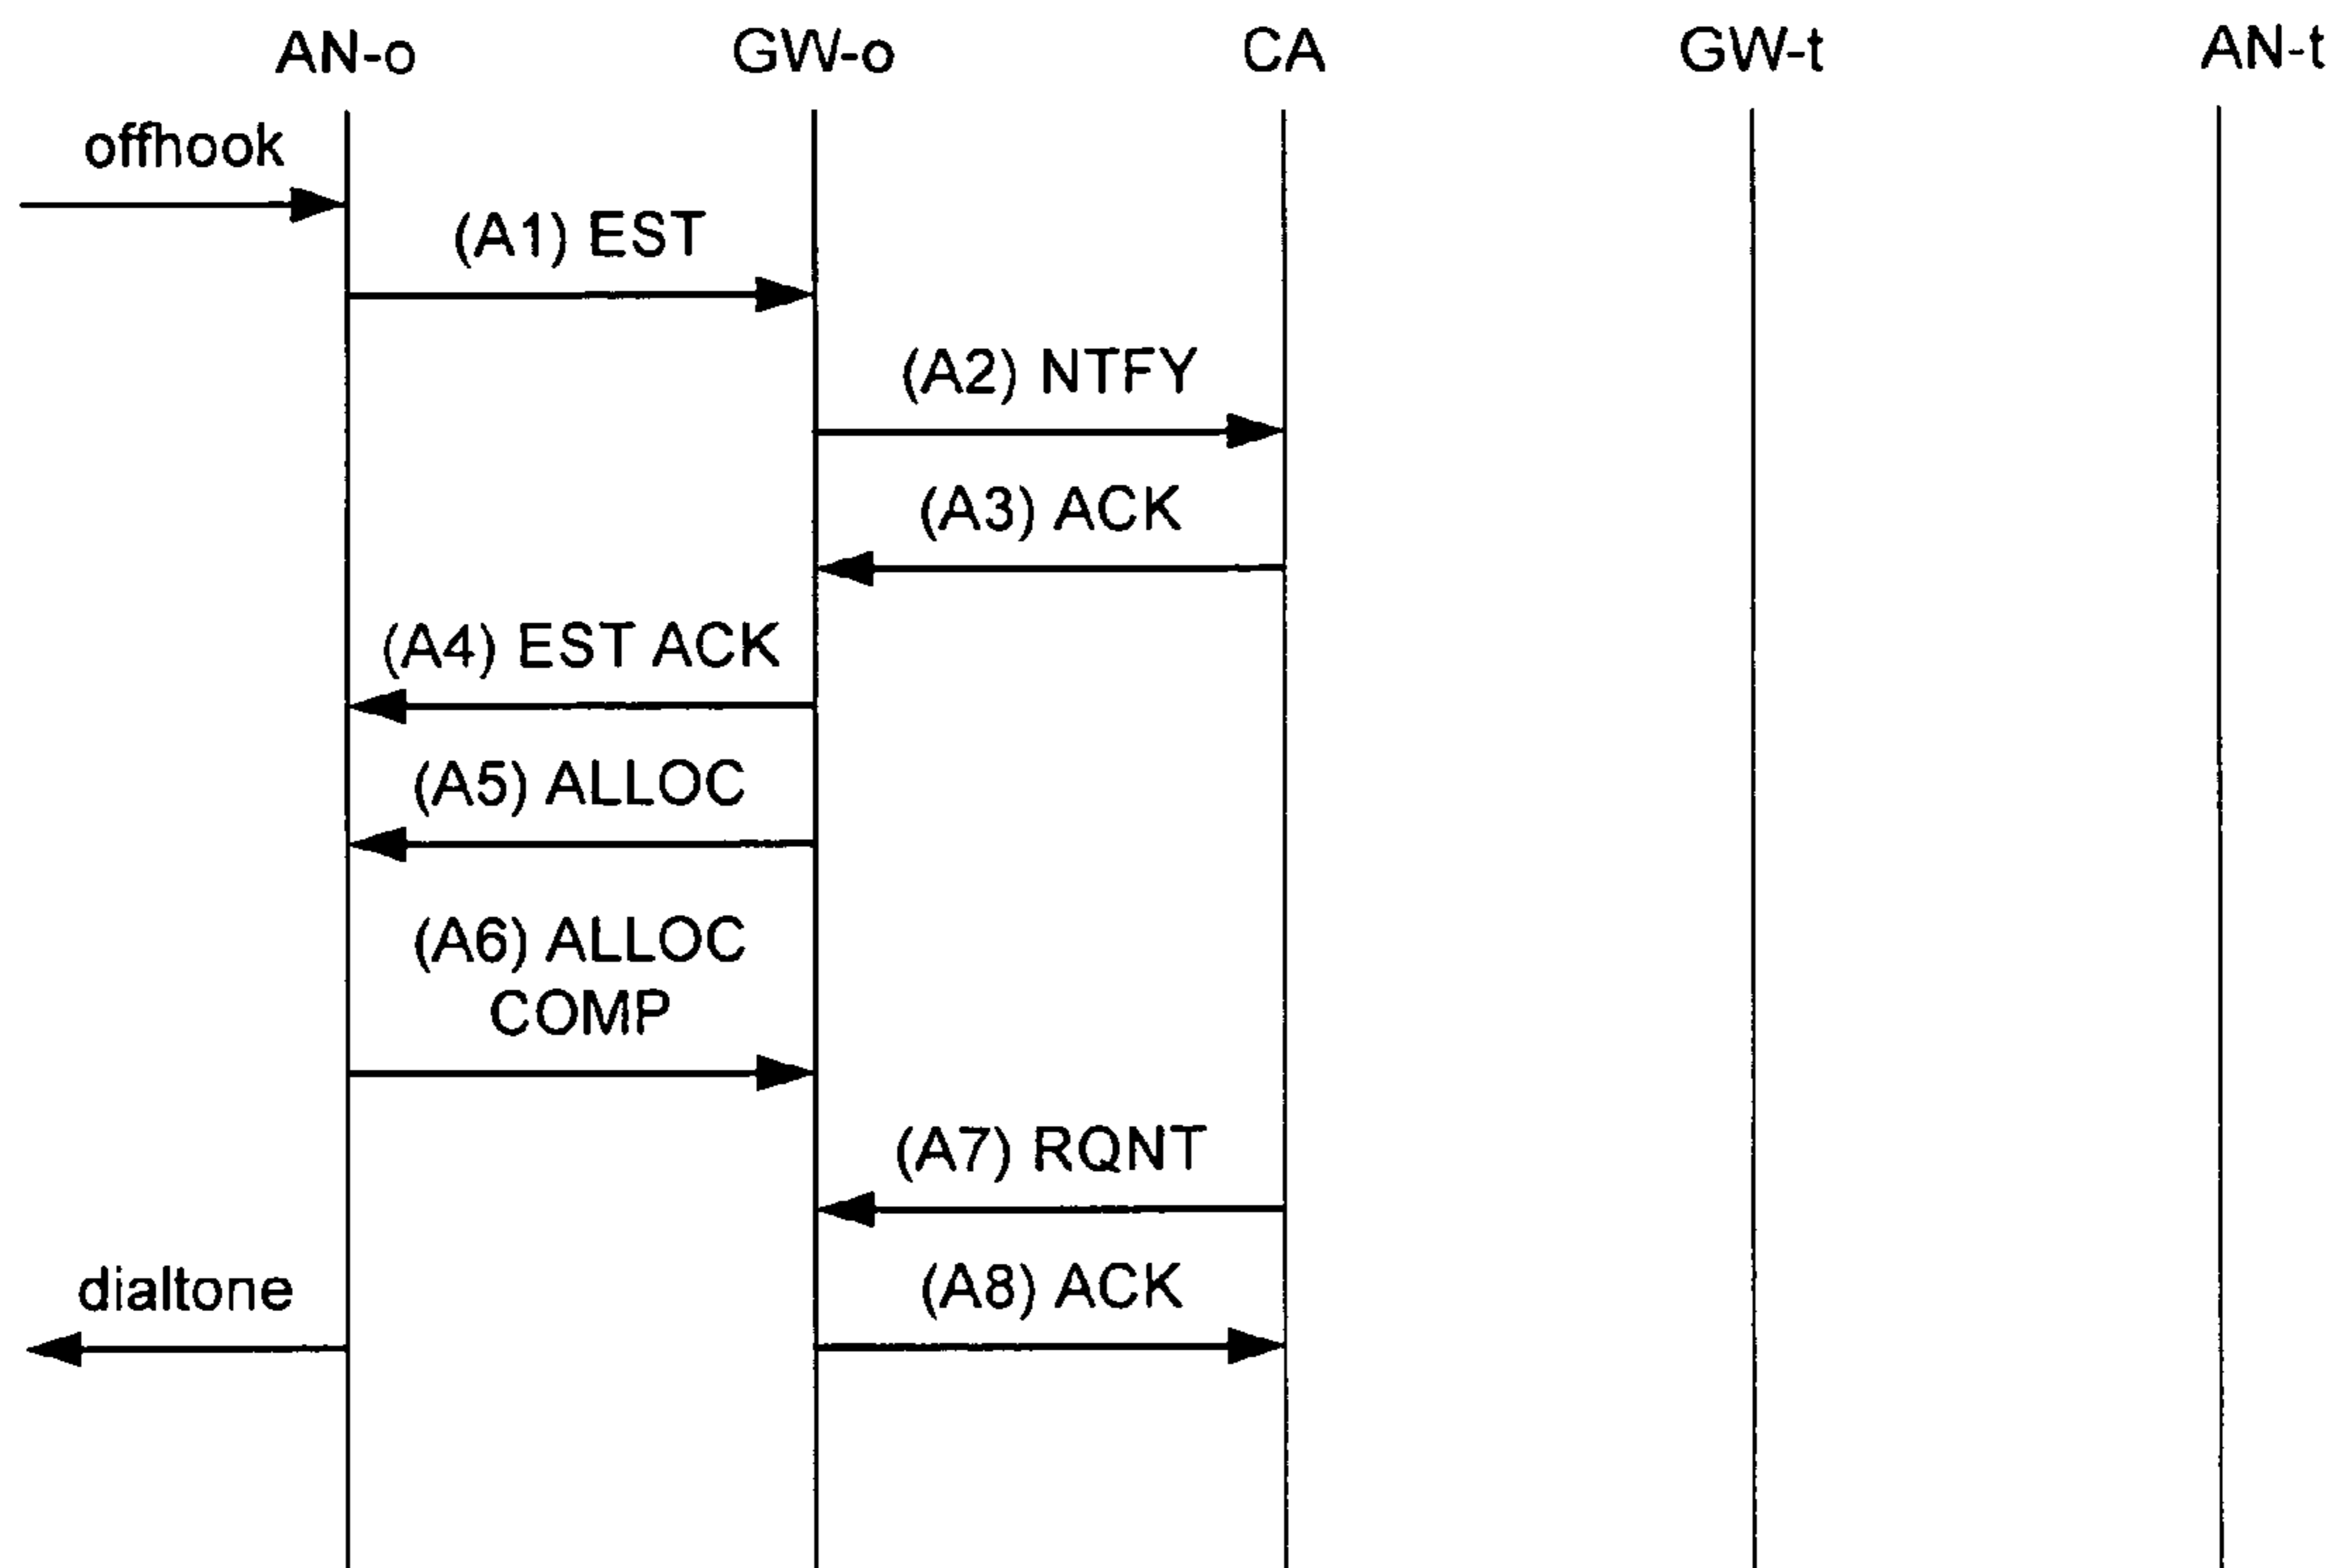 AN-o GW-o CA GW-t AN-t
offhook
(A1) EST
(A2) NTFY
(A3) ACK
(A4) EST ACK
(A5) ALLOC
(A6) ALLOC
COMP
(A7) RQNT
dialtone
(A8) ACK